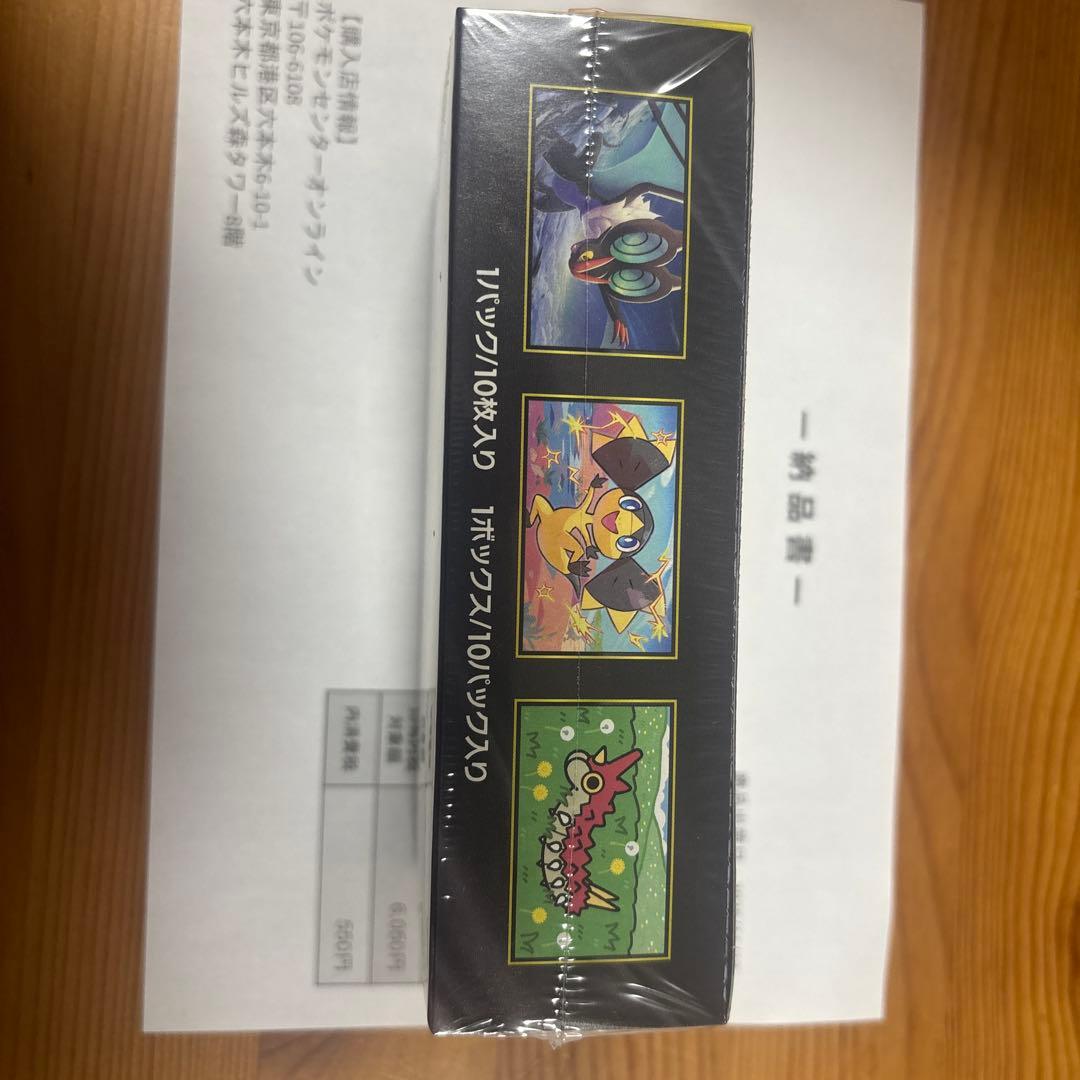 【購入店情報】
ポケモンセンターオンライン
〒106-6108
東京都港区六本木6-10-1
六本木ヒルズ森タワー8階
1パック/10枚入り　1ボックス/10パック入り
ー 納 品 書 ー
対象額
6,050円
内消費税
550円